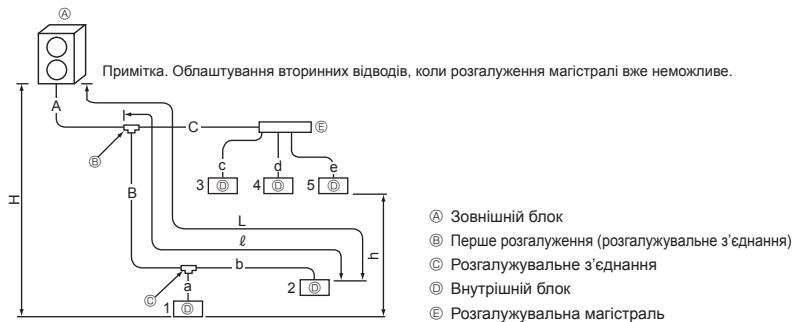 Ⓐ
Примітка. Облаштування вторинних відводів, коли розгалуження магістралі вже неможливе.
A
C
Ⓔ
Ⓑ
c
d
e
3 Ⓓ
4 Ⓓ
5 Ⓓ
B
H
L
ℓ
h
b
a
Ⓒ
1 Ⓓ
2 Ⓓ
Ⓐ Зовнішній блок
Ⓑ Перше розгалуження (розгалужувальне з’єднання)
Ⓒ Розгалужувальне з’єднання
Ⓓ Внутрішній блок
Ⓔ Розгалужувальна магістраль